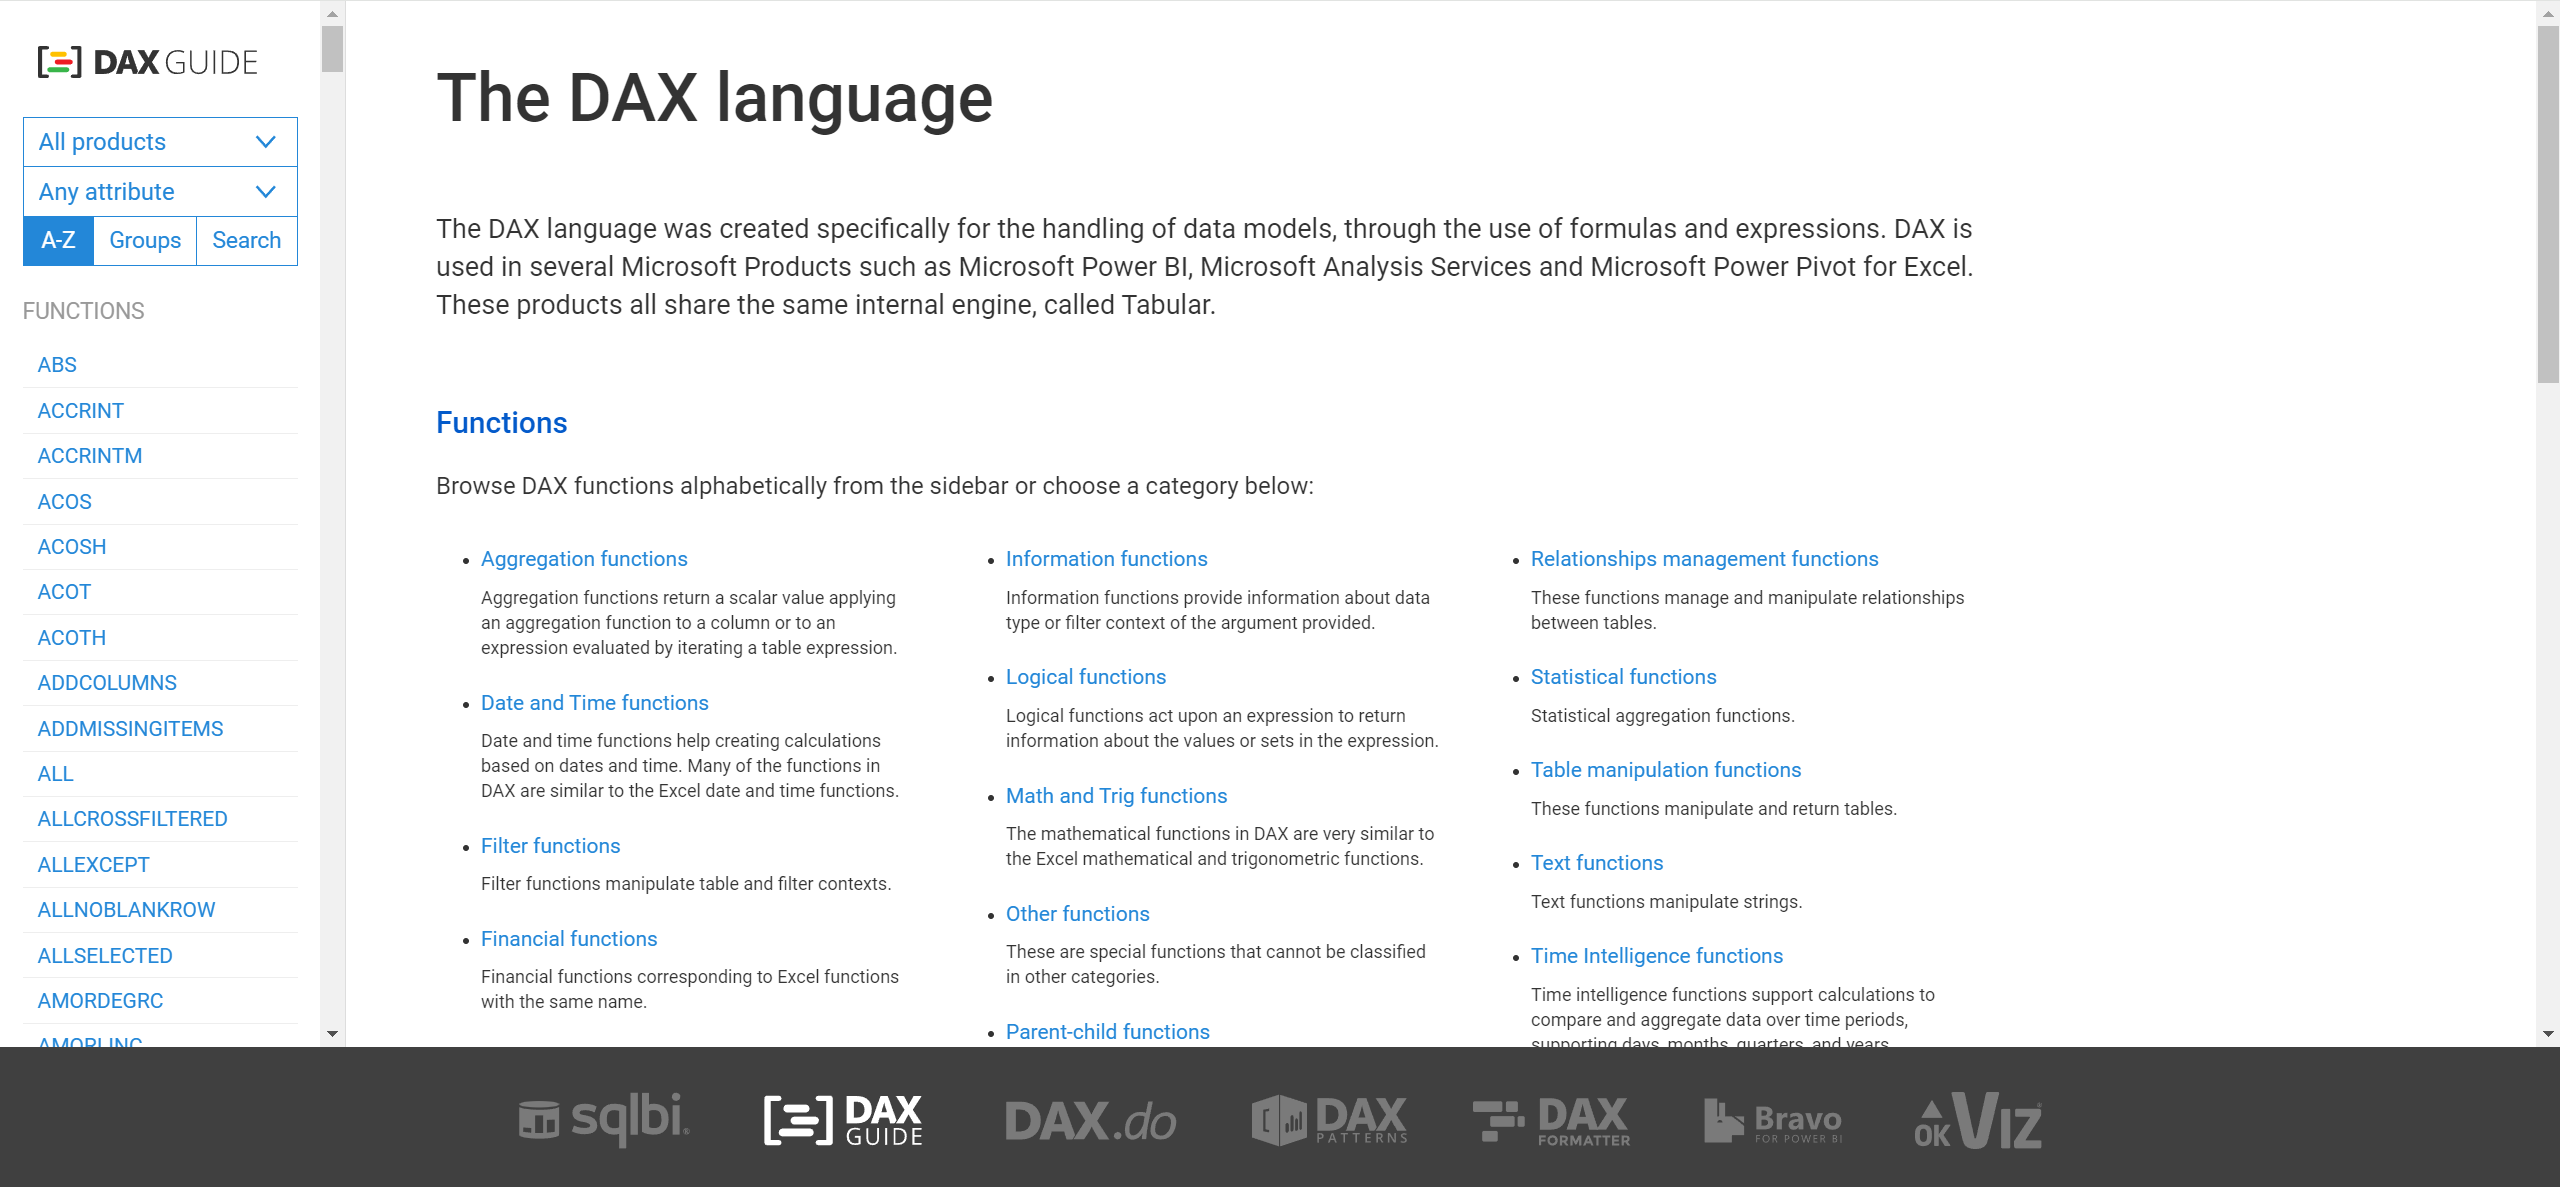 DAX GUIDE
All products
Any attribute
A-Z Groups Search
FUNCTIONS
ABS
ACCRINT
ACCRINTM
ACOS
ACOSH
ACOT
ACOTH
ADDCOLUMNS
ADDMISSINGITEMS
ALL
ALLCROSSFILTERED
ALLEXCEPT
ALLNOBLANKROW
ALLSELECTED
AMORDEGRC
AMORLINC
The DAX language
The DAX language was created specifically for the handling of data models, through the use of formulas and expressions. DAX is
used in several Microsoft Products such as Microsoft Power BI, Microsoft Analysis Services and Microsoft Power Pivot for Excel.
These products all share the same internal engine, called Tabular.
Functions
Browse DAX functions alphabetically from the sidebar or choose a category below:
• Aggregation functions
Aggregation functions return a scalar value applying
an aggregation function to a column or to an
expression evaluated by iterating a table expression.
• Date and Time functions
Date and time functions help creating calculations
based on dates and time. Many of the functions in
DAX are similar to the Excel date and time functions.
• Filter functions
Filter functions manipulate table and filter contexts.
• Financial functions
Financial functions corresponding to Excel functions
with the same name.
• Information functions
Information functions provide information about data
type or filter context of the argument provided.
• Logical functions
Logical functions act upon an expression to return
information about the values or sets in the expression.
• Math and Trig functions
The mathematical functions in DAX are very similar to
the Excel mathematical and trigonometric functions.
• Other functions
These are special functions that cannot be classified
in other categories.
• Parent-child functions
• Relationships management functions
These functions manage and manipulate relationships
between tables.
• Statistical functions
Statistical aggregation functions.
• Table manipulation functions
These functions manipulate and return tables.
• Text functions
Text functions manipulate strings.
• Time Intelligence functions
Time intelligence functions support calculations to
compare and aggregate data over time periods,
supporting days, months, quarters, and years.
sqlbi®
DAX
GUIDE
DAX.do
DAX
PATTERNS
DAX
FORMATTER
Bravo
FOR POWER BI
OKVIZ